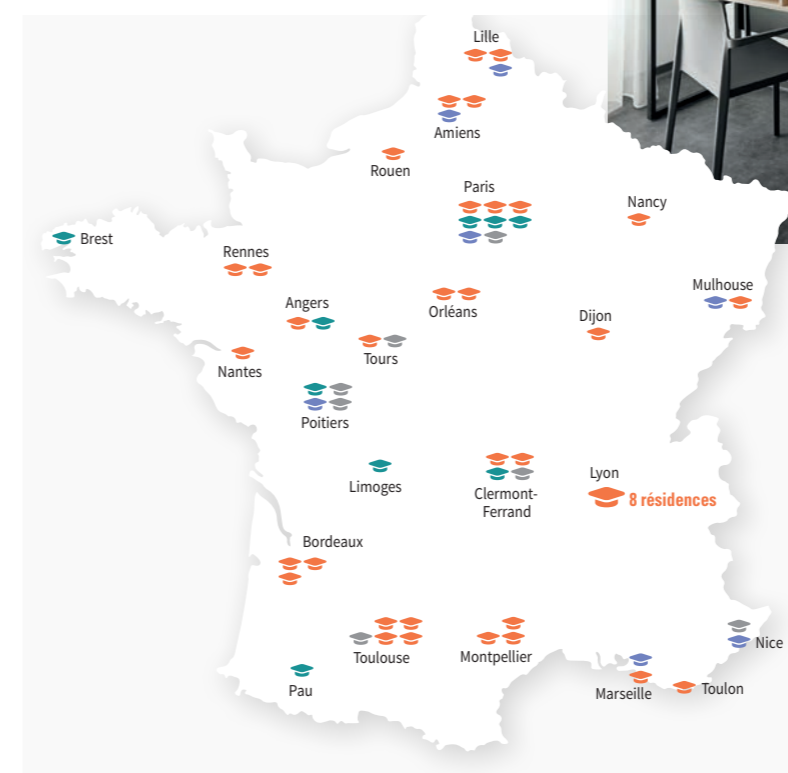 Lille
Amiens
Rouen
Paris
Nancy
Brest
Rennes
Mulhouse
Angers
Orléans
Dijon
Tours
Nantes
Poitiers
Limoges
Lyon
Clermont-
Ferrand
8 résidences
Bordeaux
Toulouse
Montpellier
Nice
Pau
Marseille
Toulon